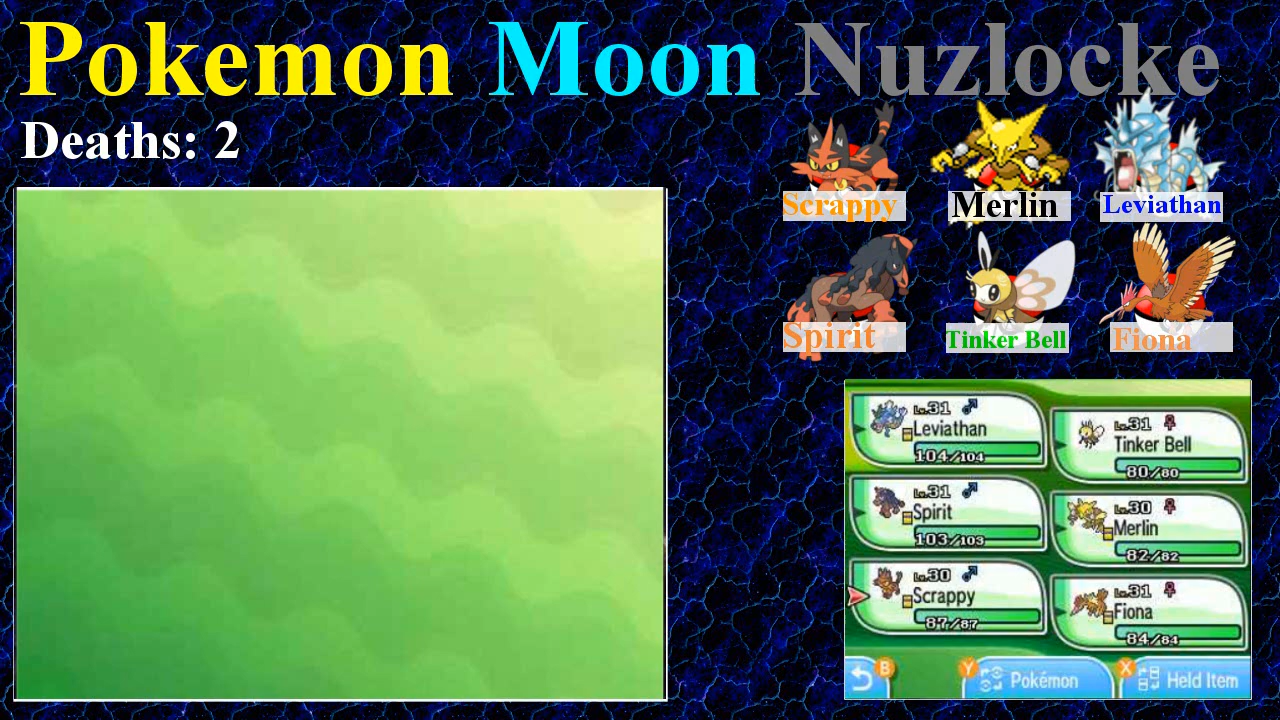 Pokemon Moon Nuzlocke
Deaths: 2
Scrappy Merlin Leviathan
Spirit Tinker Bell Fiona
Lv.31 ♂
Leviathan
104/104
Lv.31 ♀
Tinker Bell
80/80
Lv.31 ♂
Spirit
103/103
Lv.30 ♀
Merlin
82/82
Lv.30 ♂
Scrappy
87/87
Lv.31 ♀
Fiona
84/84
B Y Pokémon X Held Item